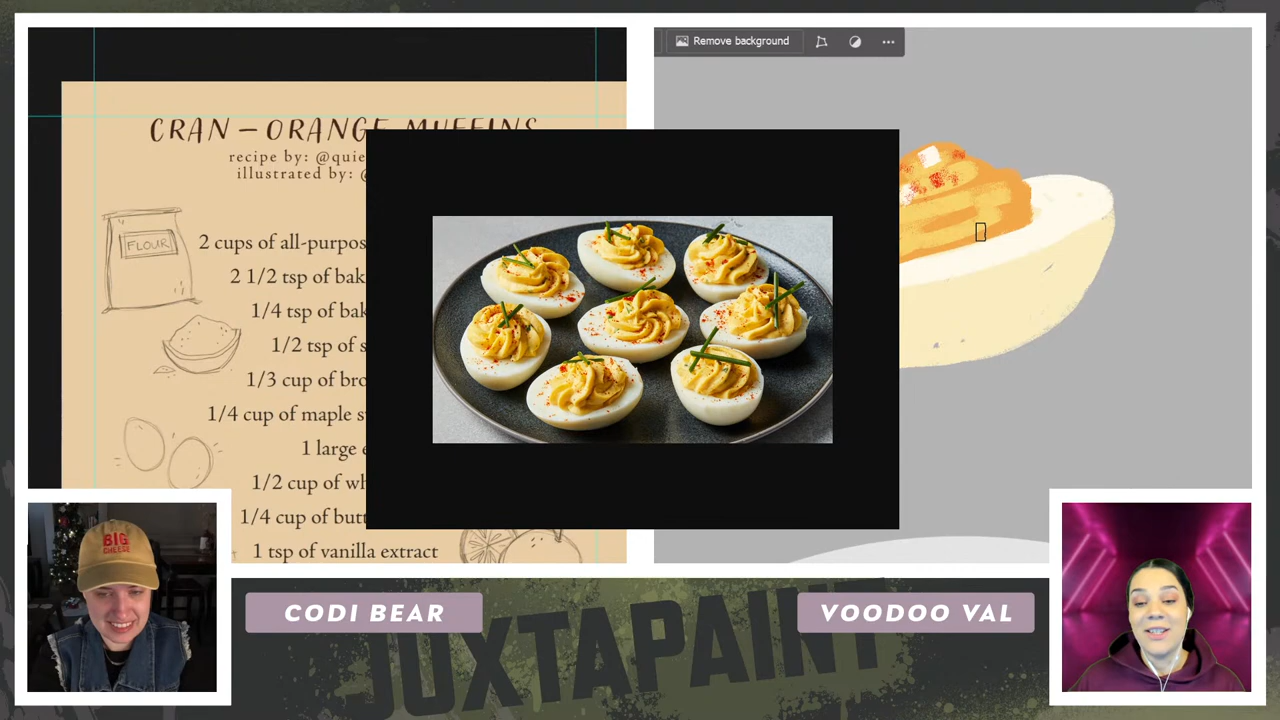 Remove background
CRAN-ORANGE MUFFINS
recipe by: @quie
illustrated by:
FLOUR
2 cups of all-purpos
2 1/2 tsp of bak
1/4 tsp of bak
1/2 tsp of s
1/3 cup of bro
1/4 cup of maple s
1 large
1/2 cup of wh
1/4 cup of butt
1 tsp of vanilla extract
BIG
CHEESE
CODI BEAR
VOODOO VAL
JUXTAPAINT